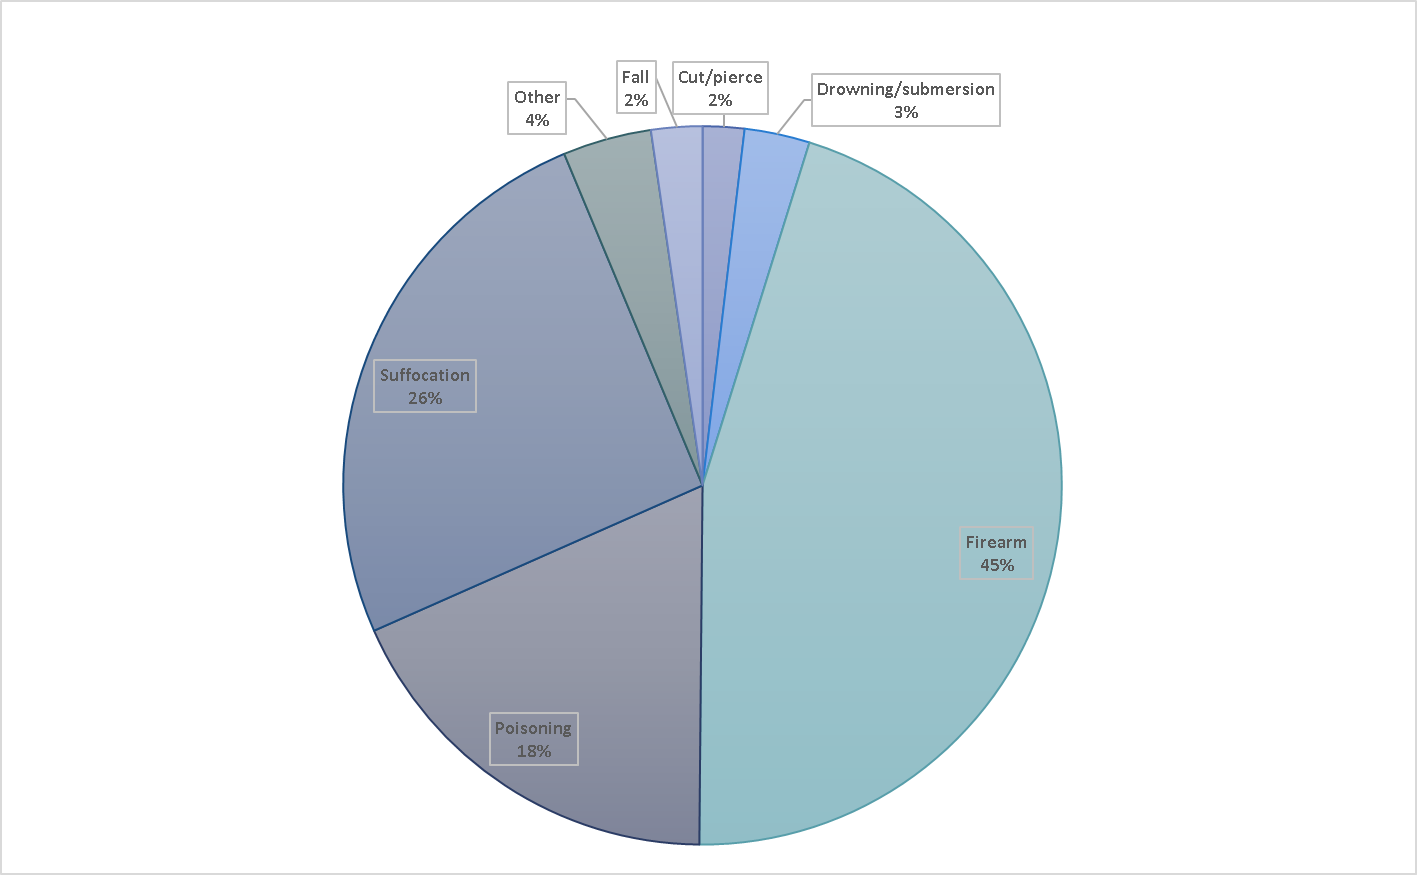 Fall
2%
Cut/pierce
2%
Drowning/submersion
3%
Other
4%
Suffocation
26%
Firearm
45%
Poisoning
18%